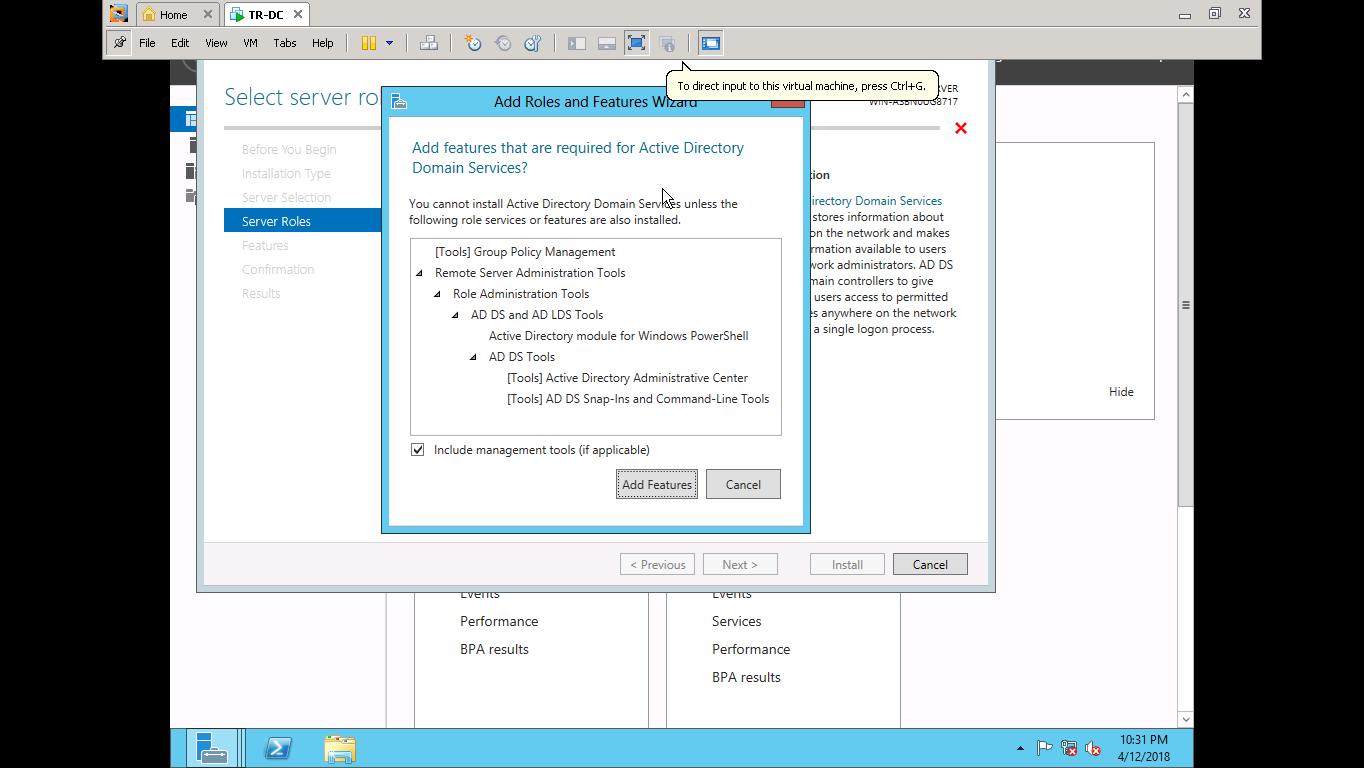 Home
TR-DC
File Edit View VM Tabs Help
To direct input to this virtual machine, press Ctrl+G.
Select server
Add Roles and Features Wizard
Before You Begin
Installation Type
Server Selection
Server Roles
Features
Confirmation
Results
Add features that are required for Active Directory
Domain Services?
You cannot install Active Directory Domain Services unless the
following role services or features are also installed.
[Tools] Group Policy Management
Remote Server Administration Tools
Role Administration Tools
AD DS and AD LDS Tools
Active Directory module for Windows PowerShell
AD DS Tools
[Tools] Active Directory Administrative Center
[Tools] AD DS Snap-Ins and Command-Line Tools
Include management tools (if applicable)
Add Features Cancel
Directory Domain Services
stores information about
on the network and makes
available to users
administrators. AD DS
controllers to give
users access to permitted
anywhere on the network
a single logon process.
Hide
< Previous Next > Install Cancel
Events
Performance
BPA results
Events
Services
Performance
BPA results
10:31 PM
4/12/2018